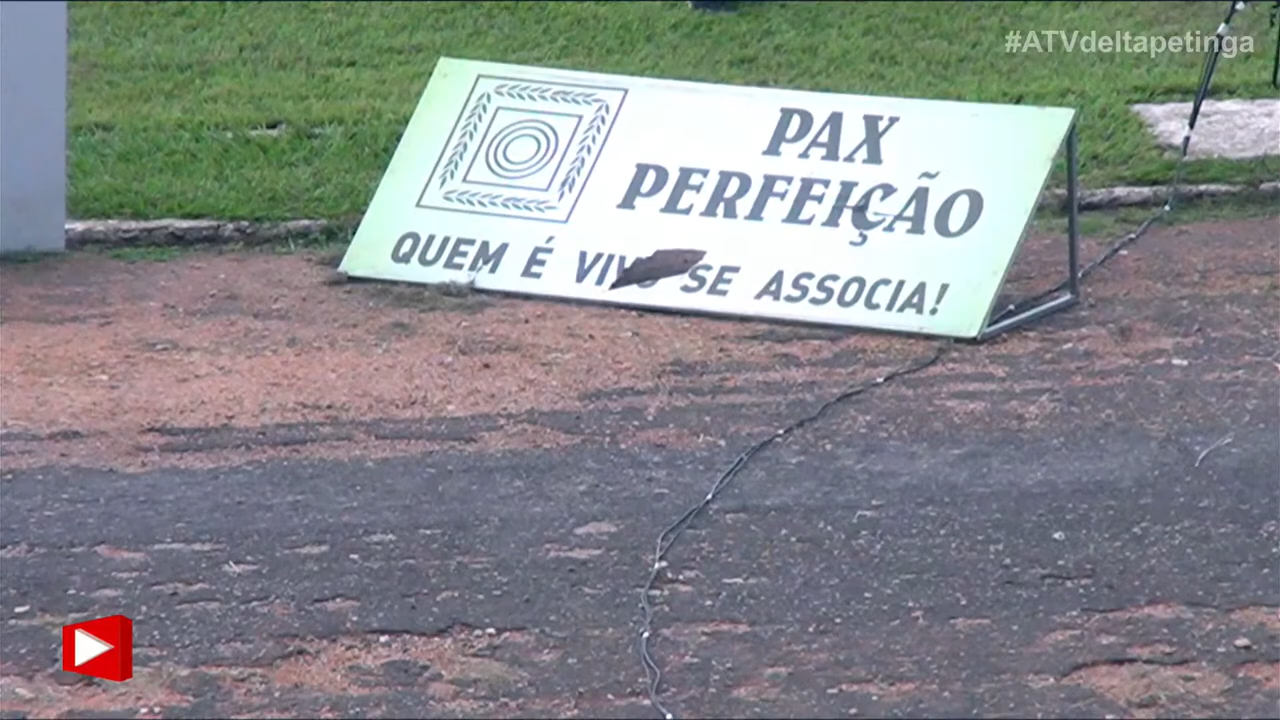 #ATVdeItapetinga
PAX
PERFEIÇÃO
QUEM É VIVO SE ASSOCIA!